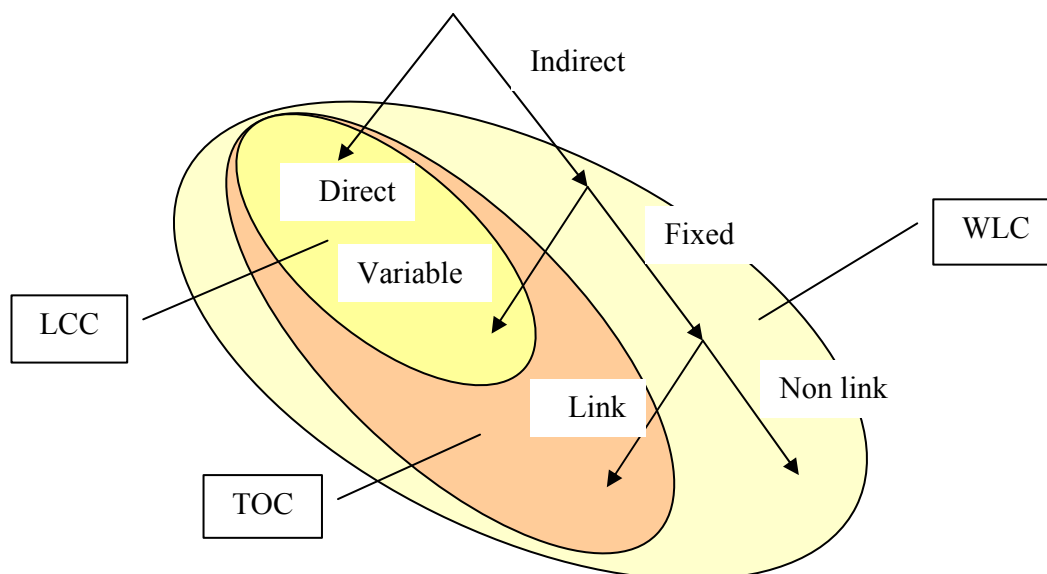 Indirect
Direct
Fixed
WLC
Variable
LCC
Non link
Link
TOC